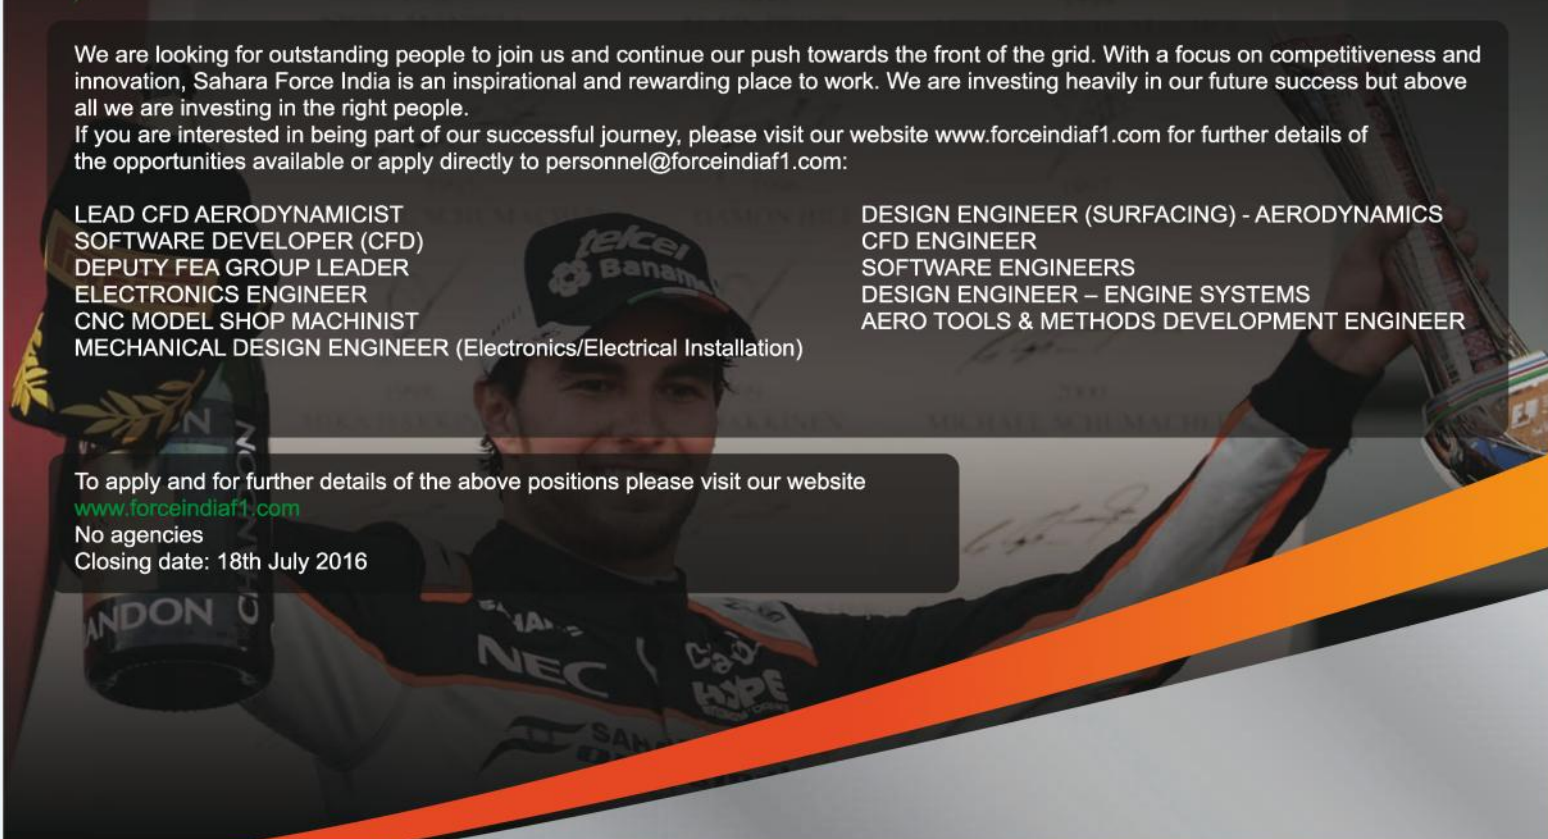 We are looking for outstanding people to join us and continue our push towards the front of the grid. With a focus on competitiveness and
innovation, Sahara Force India is an inspirational and rewarding place to work. We are investing heavily in our future success but above
all we are investing in the right people.
If you are interested in being part of our successful journey, please visit our website www.forceindiaf1.com for further details of
the opportunities available or apply directly to personnel@forceindiaf1.com:
LEAD CFD AERODYNAMICIST
SOFTWARE DEVELOPER (CFD)
DEPUTY FEA GROUP LEADER
ELECTRONICS ENGINEER
CNC MODEL SHOP MACHINIST
MECHANICAL DESIGN ENGINEER (Electronics/Electrical Installation)
DESIGN ENGINEER (SURFACING) - AERODYNAMICS
CFD ENGINEER
SOFTWARE ENGINEERS
DESIGN ENGINEER – ENGINE SYSTEMS
AERO TOOLS & METHODS DEVELOPMENT ENGINEER
To apply and for further details of the above positions please visit our website
www.forceindiaf1.com
No agencies
Closing date: 18th July 2016
telcel
NEC
HYPE